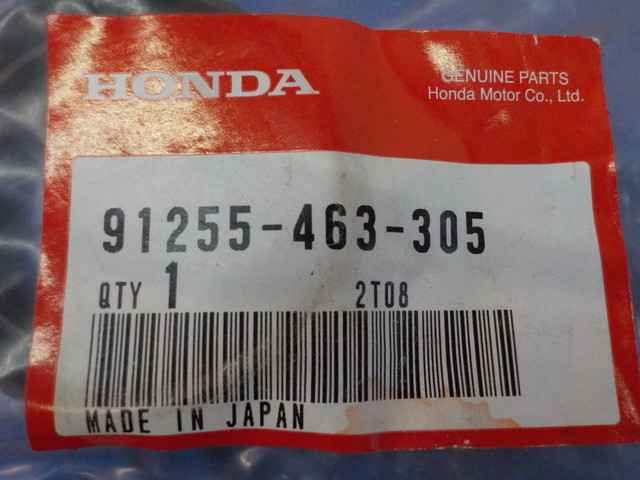 HONDA
GENUINE PARTS
Honda Motor Co., Ltd.
91255-463-305
QTY 1 2T08
MADE IN JAPAN